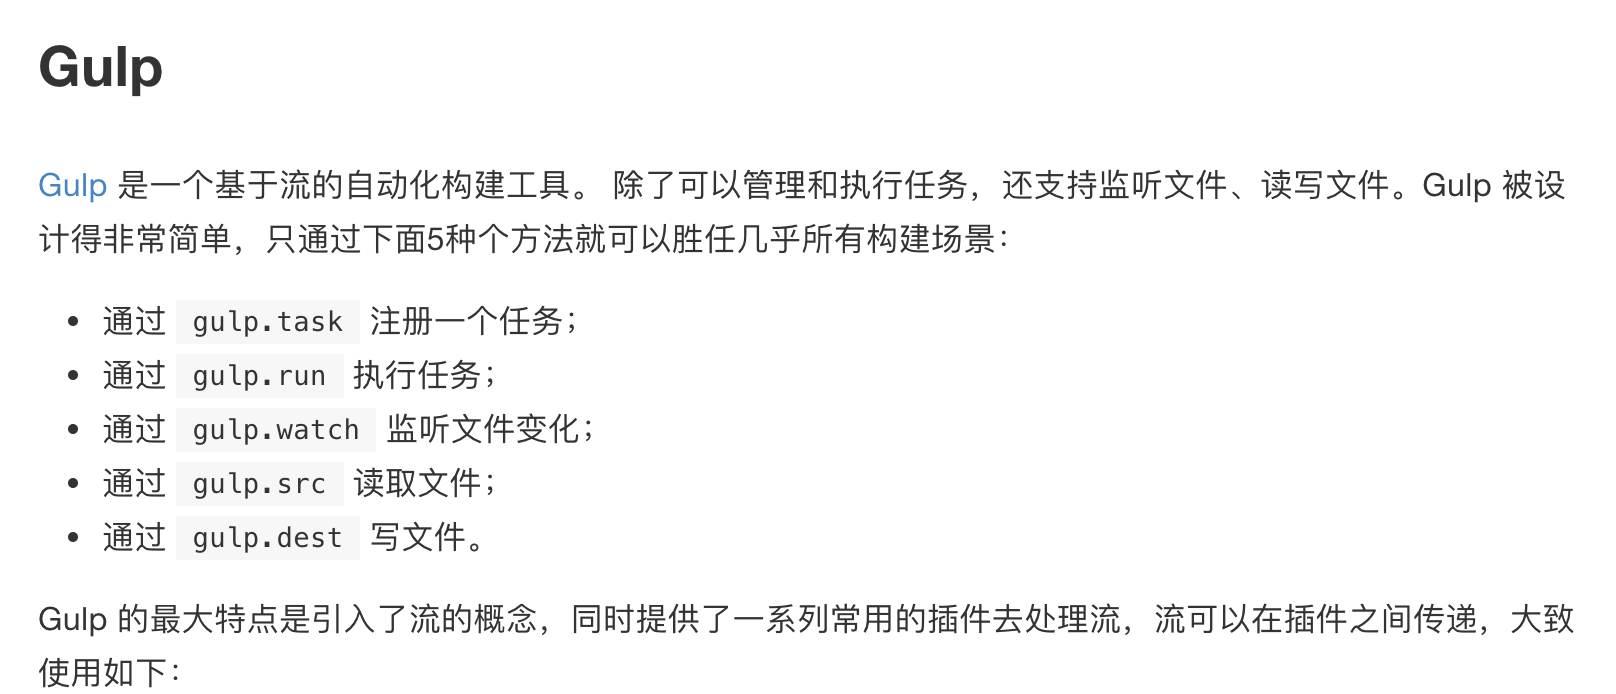 Gulp
Gulp 是一个基于流的自动化构建工具。 除了可以管理和执行任务，还支持监听文件、读写文件。Gulp 被设
计得非常简单，只通过下面5种个方法就可以胜任几乎所有构建场景：
• 通过 gulp.task 注册一个任务；
• 通过 gulp.run 执行任务；
• 通过 gulp.watch 监听文件变化；
• 通过 gulp.src 读取文件；
• 通过 gulp.dest 写文件。
Gulp 的最大特点是引入了流的概念，同时提供了一系列常用的插件去处理流，流可以在插件之间传递，大致
使用如下：